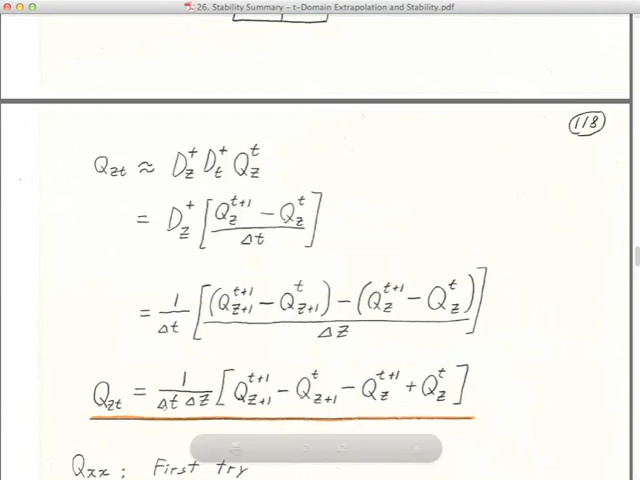 26. Stability Summary – t-Domain Extrapolation and Stability.pdf
118
Q_zt ≈ D_z^+ D_t^+ Q_z^t
= D_z^+ [ (Q_z^{t+1} - Q_z^t) / Δt ]
= 1/Δt [ ((Q_{z+1}^{t+1} - Q_{z+1}^t) - (Q_z^{t+1} - Q_z^t)) / Δz ]
Q_zt = 1/(Δt Δz) [ Q_{z+1}^{t+1} - Q_{z+1}^t - Q_z^{t+1} + Q_z^t ]
Q_xx ; First try